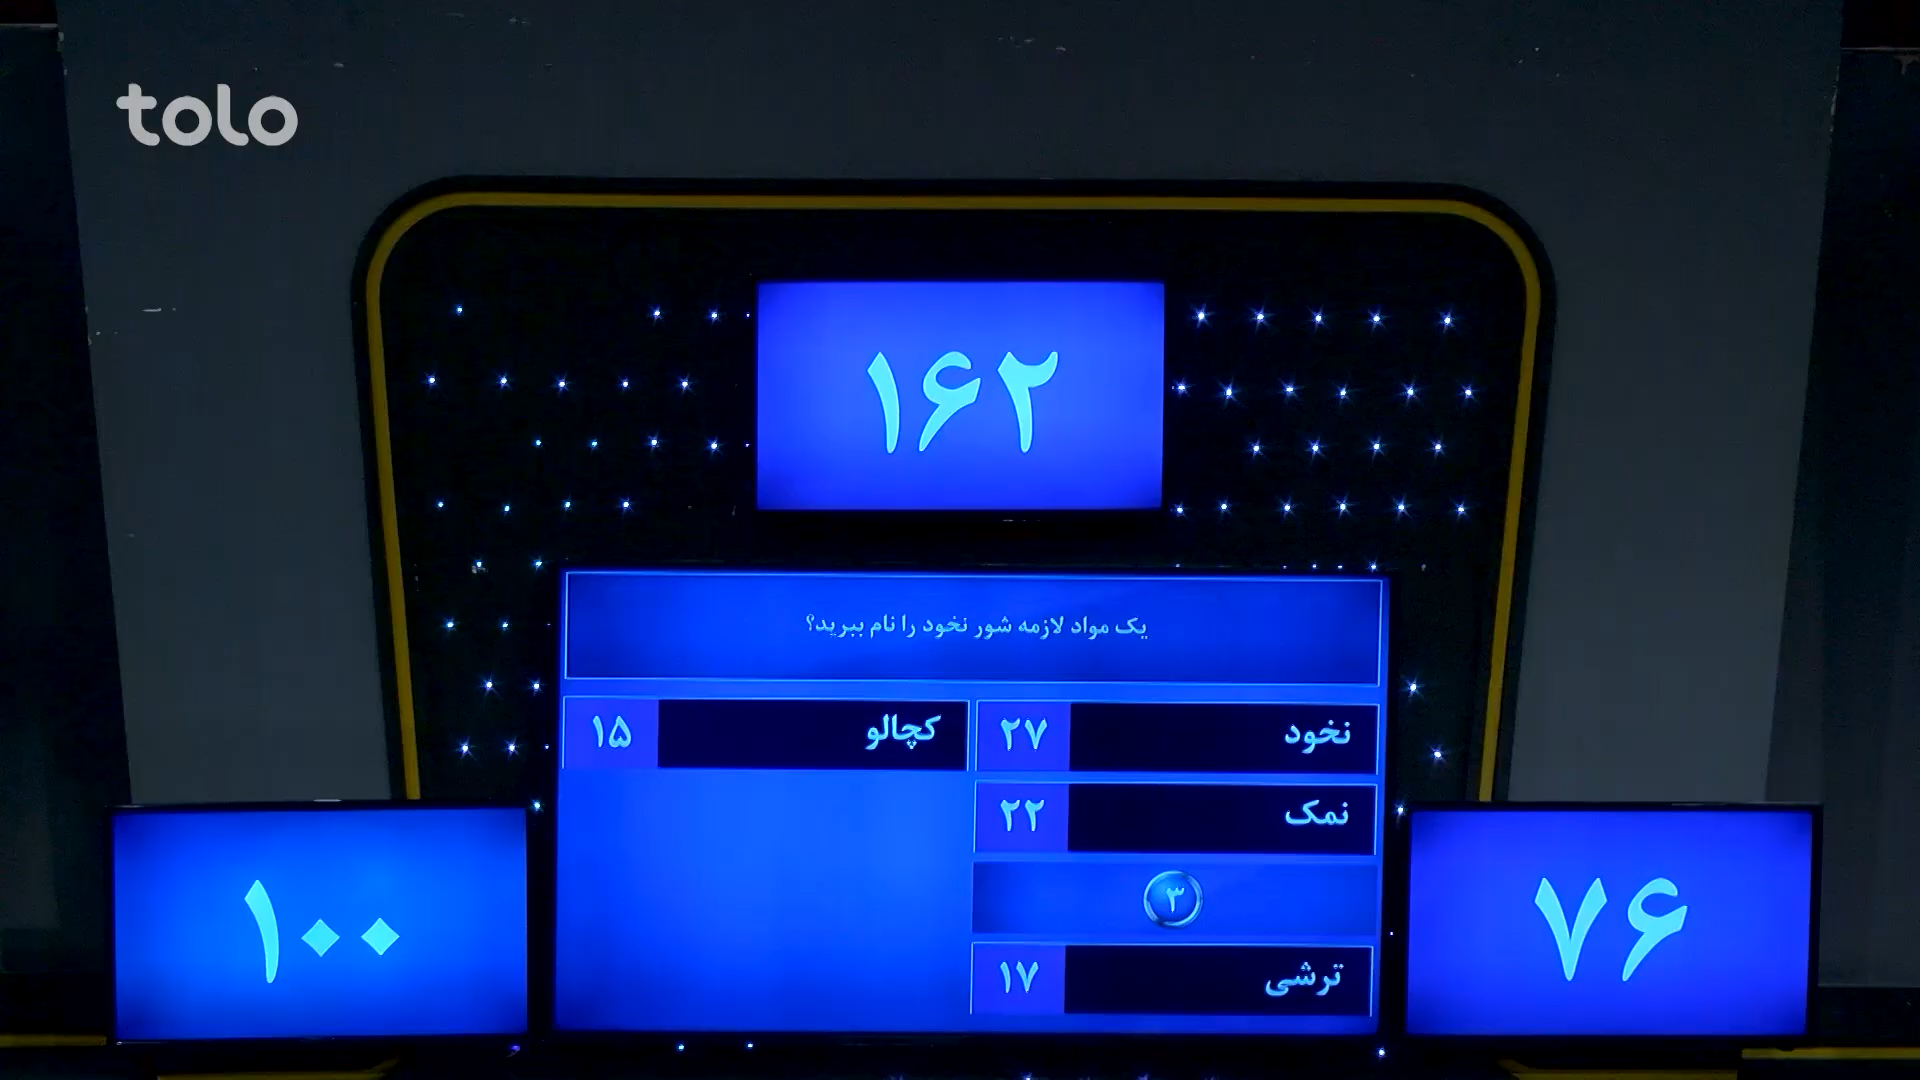 tolo
۱۶۲
یک مواد لازمه شور نخود را نام ببرید؟
نخود ۲۷
نمک ۲۲
۳
ترشی ۱۷
کچالو ۱۵
۱۰۰
۷۶